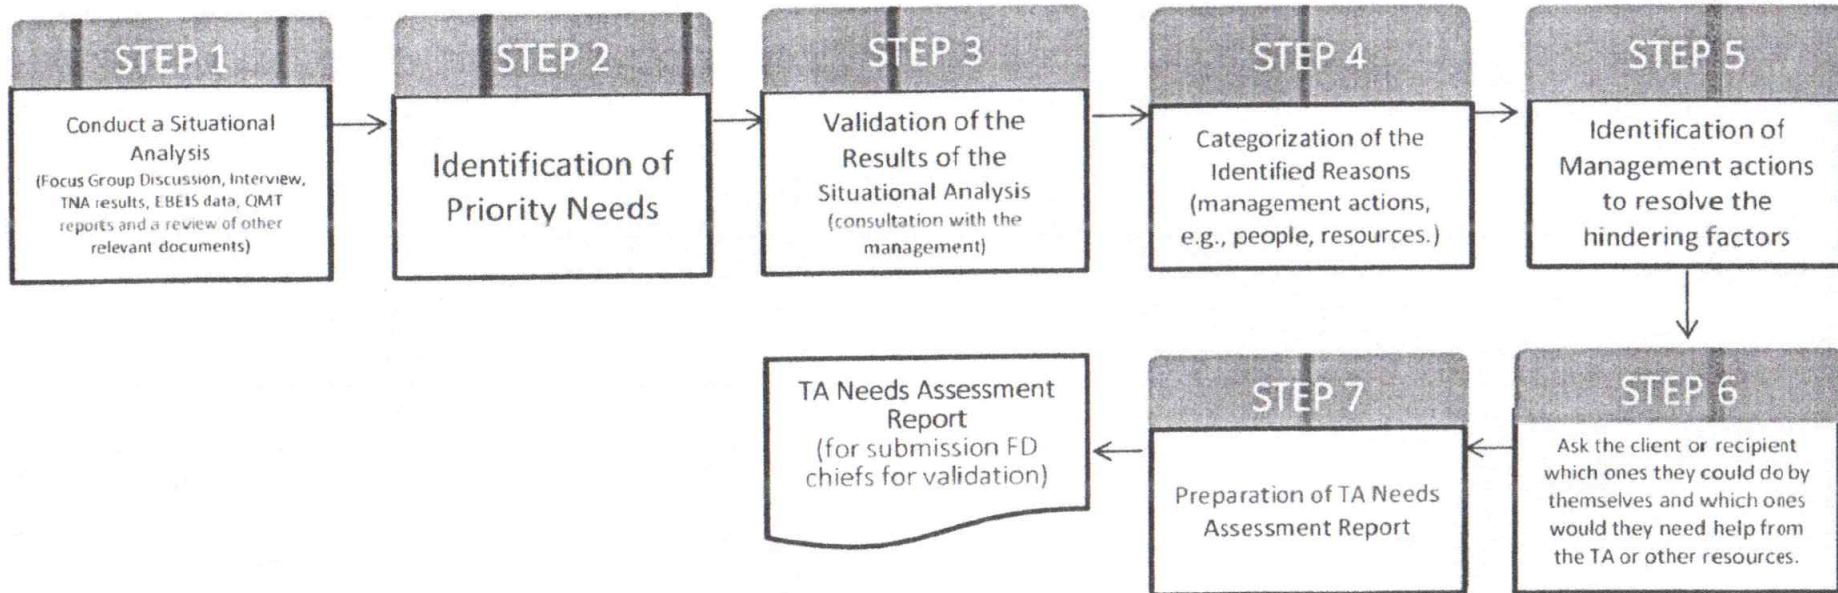 STEP 1
Conduct a Situational
Analysis
(Focus Group Discussion, Interview,
TNA results, EBEIS data, QMT
reports and a review of other
relevant documents)
STEP 2
Identification of
Priority Needs
STEP 3
Validation of the
Results of the
Situational Analysis
(consultation with the
management)
STEP 4
Categorization of the
Identified Reasons
(management actions,
e.g., people, resources.)
STEP 5
Identification of
Management actions
to resolve the
hindering factors
STEP 6
Ask the client or recipient
which ones they could do by
themselves and which ones
would they need help from
the TA or other resources.
STEP 7
Preparation of TA Needs
Assessment Report
TA Needs Assessment
Report
(for submission FD
chiefs for validation)